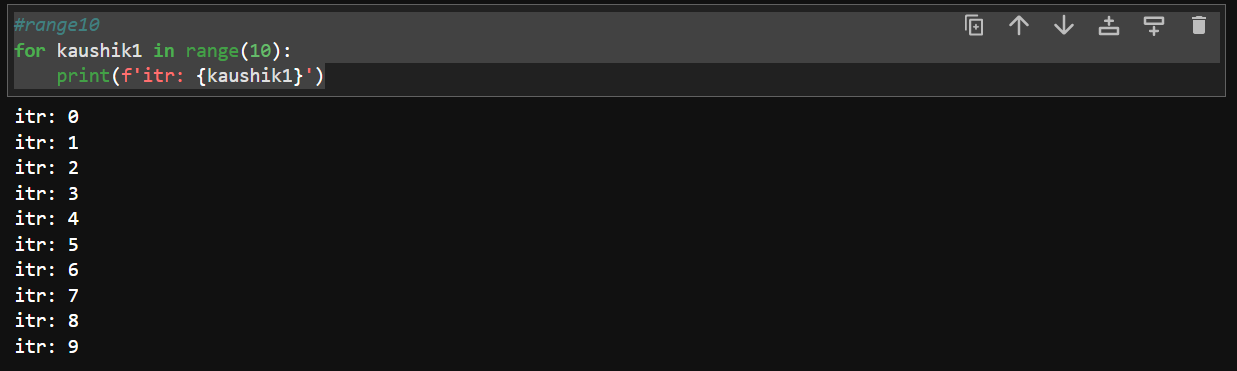 #range10
for kaushik1 in range(10):
    print(f'itr: {kaushik1}')
itr: 0
itr: 1
itr: 2
itr: 3
itr: 4
itr: 5
itr: 6
itr: 7
itr: 8
itr: 9